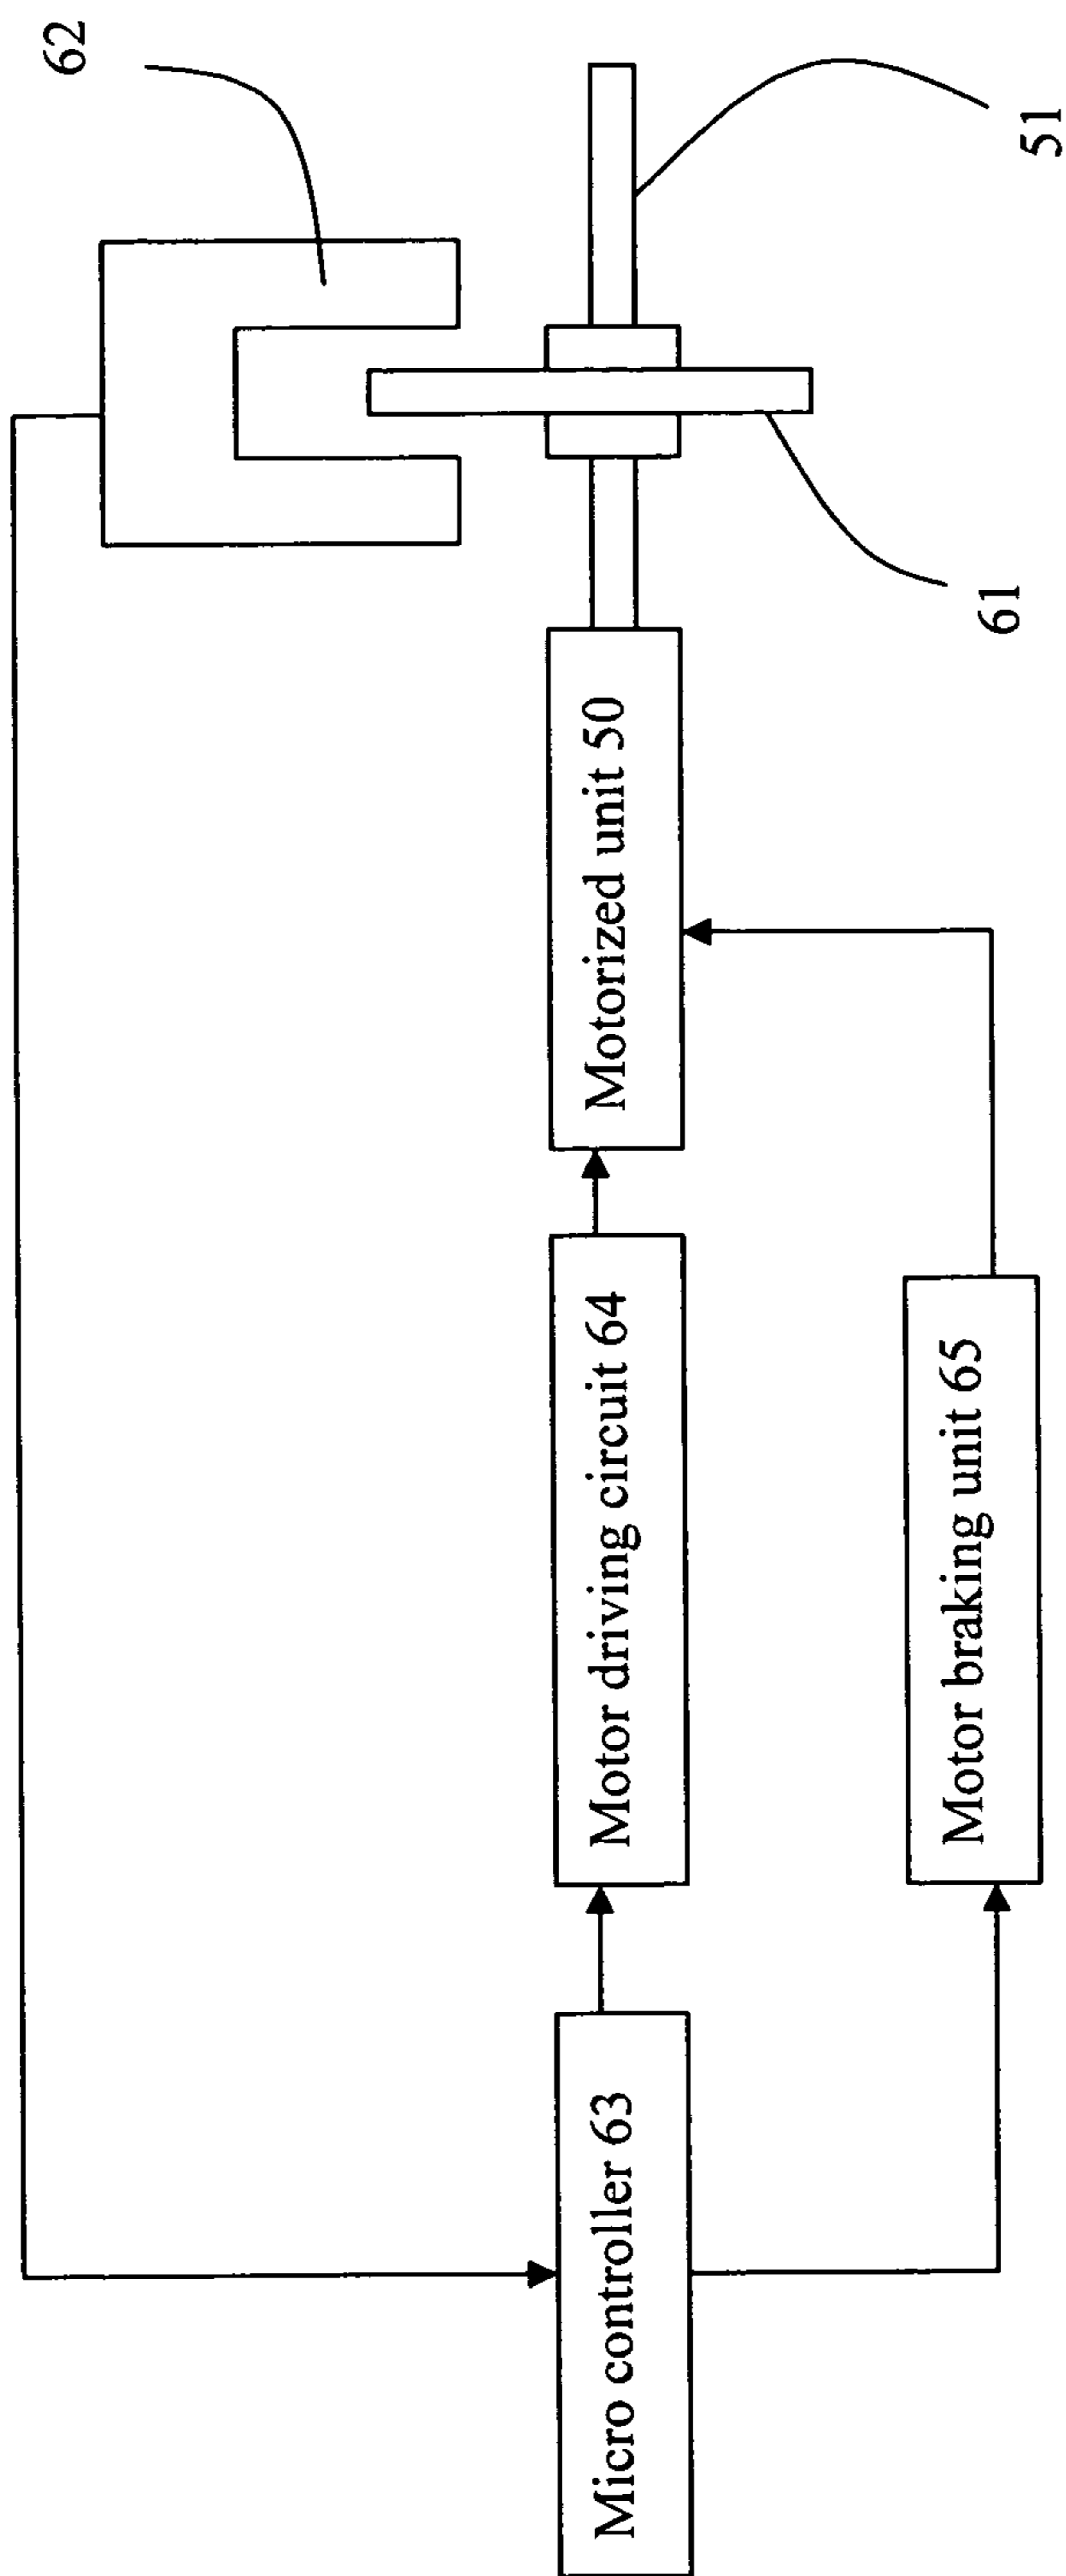 62
51
61
Micro controller 63
Motor driving circuit 64
Motorized unit 50
Motor braking unit 65